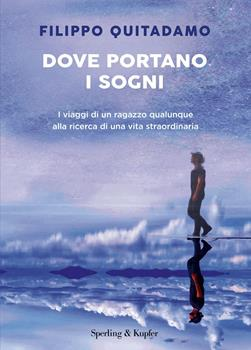 FILIPPO QUITADAMO
DOVE PORTANO
I SOGNI
I viaggi di un ragazzo qualunque
alla ricerca di una vita straordinaria
Sperling & Kupfer